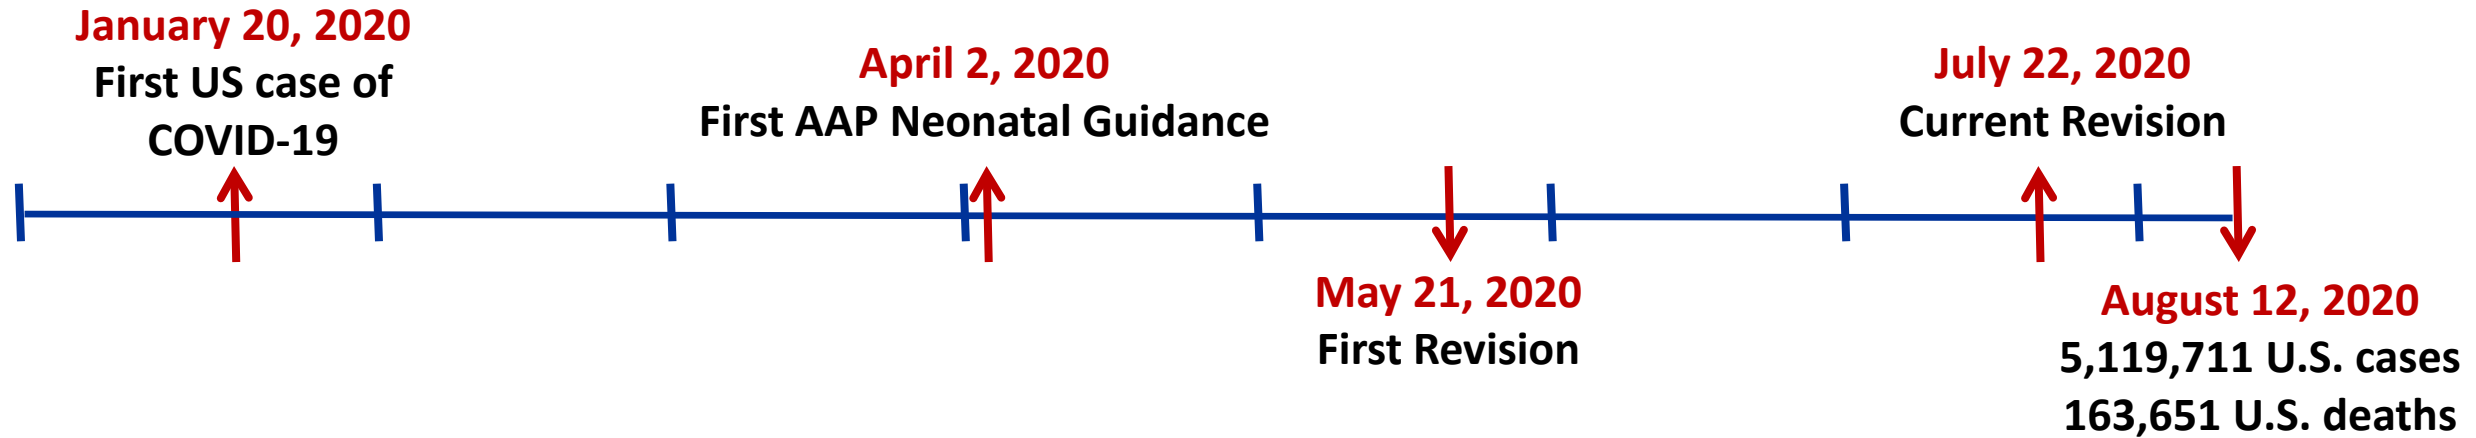 January 20, 2020
First US case of
COVID-19
April 2, 2020
First AAP Neonatal Guidance
May 21, 2020
First Revision
July 22, 2020
Current Revision
August 12, 2020
5,119,711 U.S. cases
163,651 U.S. deaths